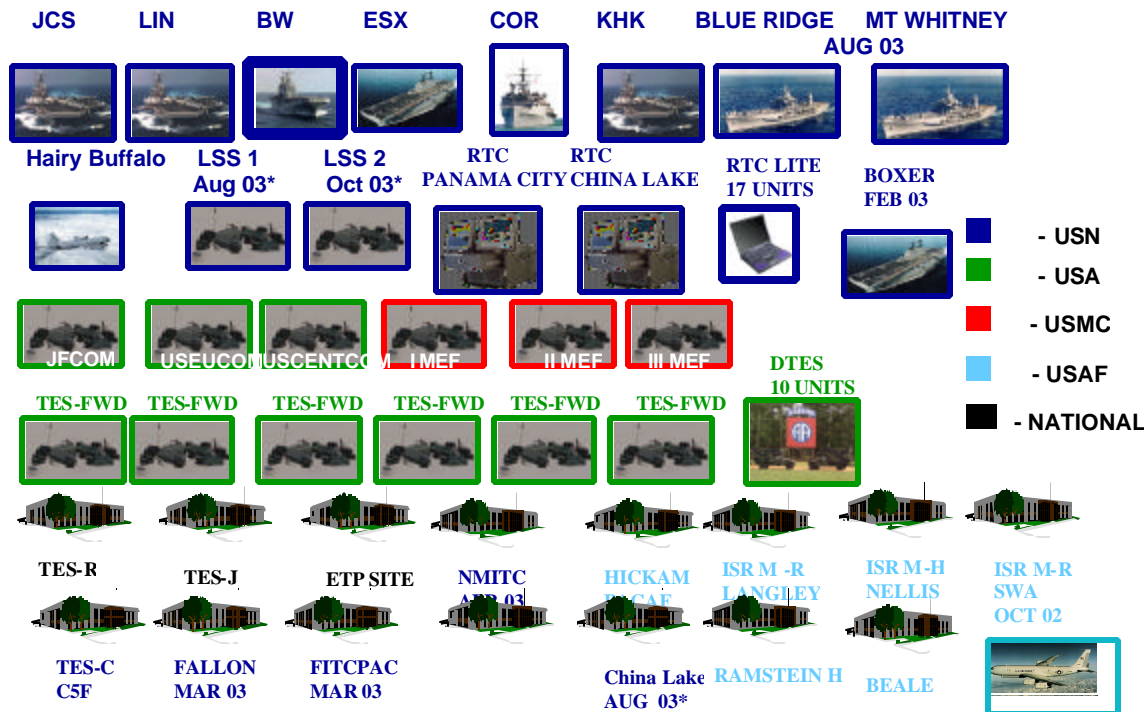 JCS LIN BW ESX COR KHK BLUE RIDGE MT WHITNEY
AUG 03
Hairy Buffalo
LSS 1
Aug 03*
LSS 2
Oct 03*
RTC
PANAMA CITY
RTC
CHINA LAKE
RTC LITE
17 UNITS
BOXER
FEB 03
- USN
- USA
- USMC
- USAF
- NATIONAL
JFCOM USEUCOM USCENTCOM I MEF II MEF III MEF
DTES
10 UNITS
TES-FWD TES-FWD TES-FWD TES-FWD TES-FWD TES-FWD
TES-R
TES-J
ETP SITE
NMITC
APR 03
HICKAM
PACAF
ISR M -R
LANGLEY
ISR M -H
NELLIS
ISR M-R
SWA
OCT 02
TES-C
C5F
FALLON
MAR 03
FITCPAC
MAR 03
China Lake
AUG 03*
RAMSTEIN H
BEALE